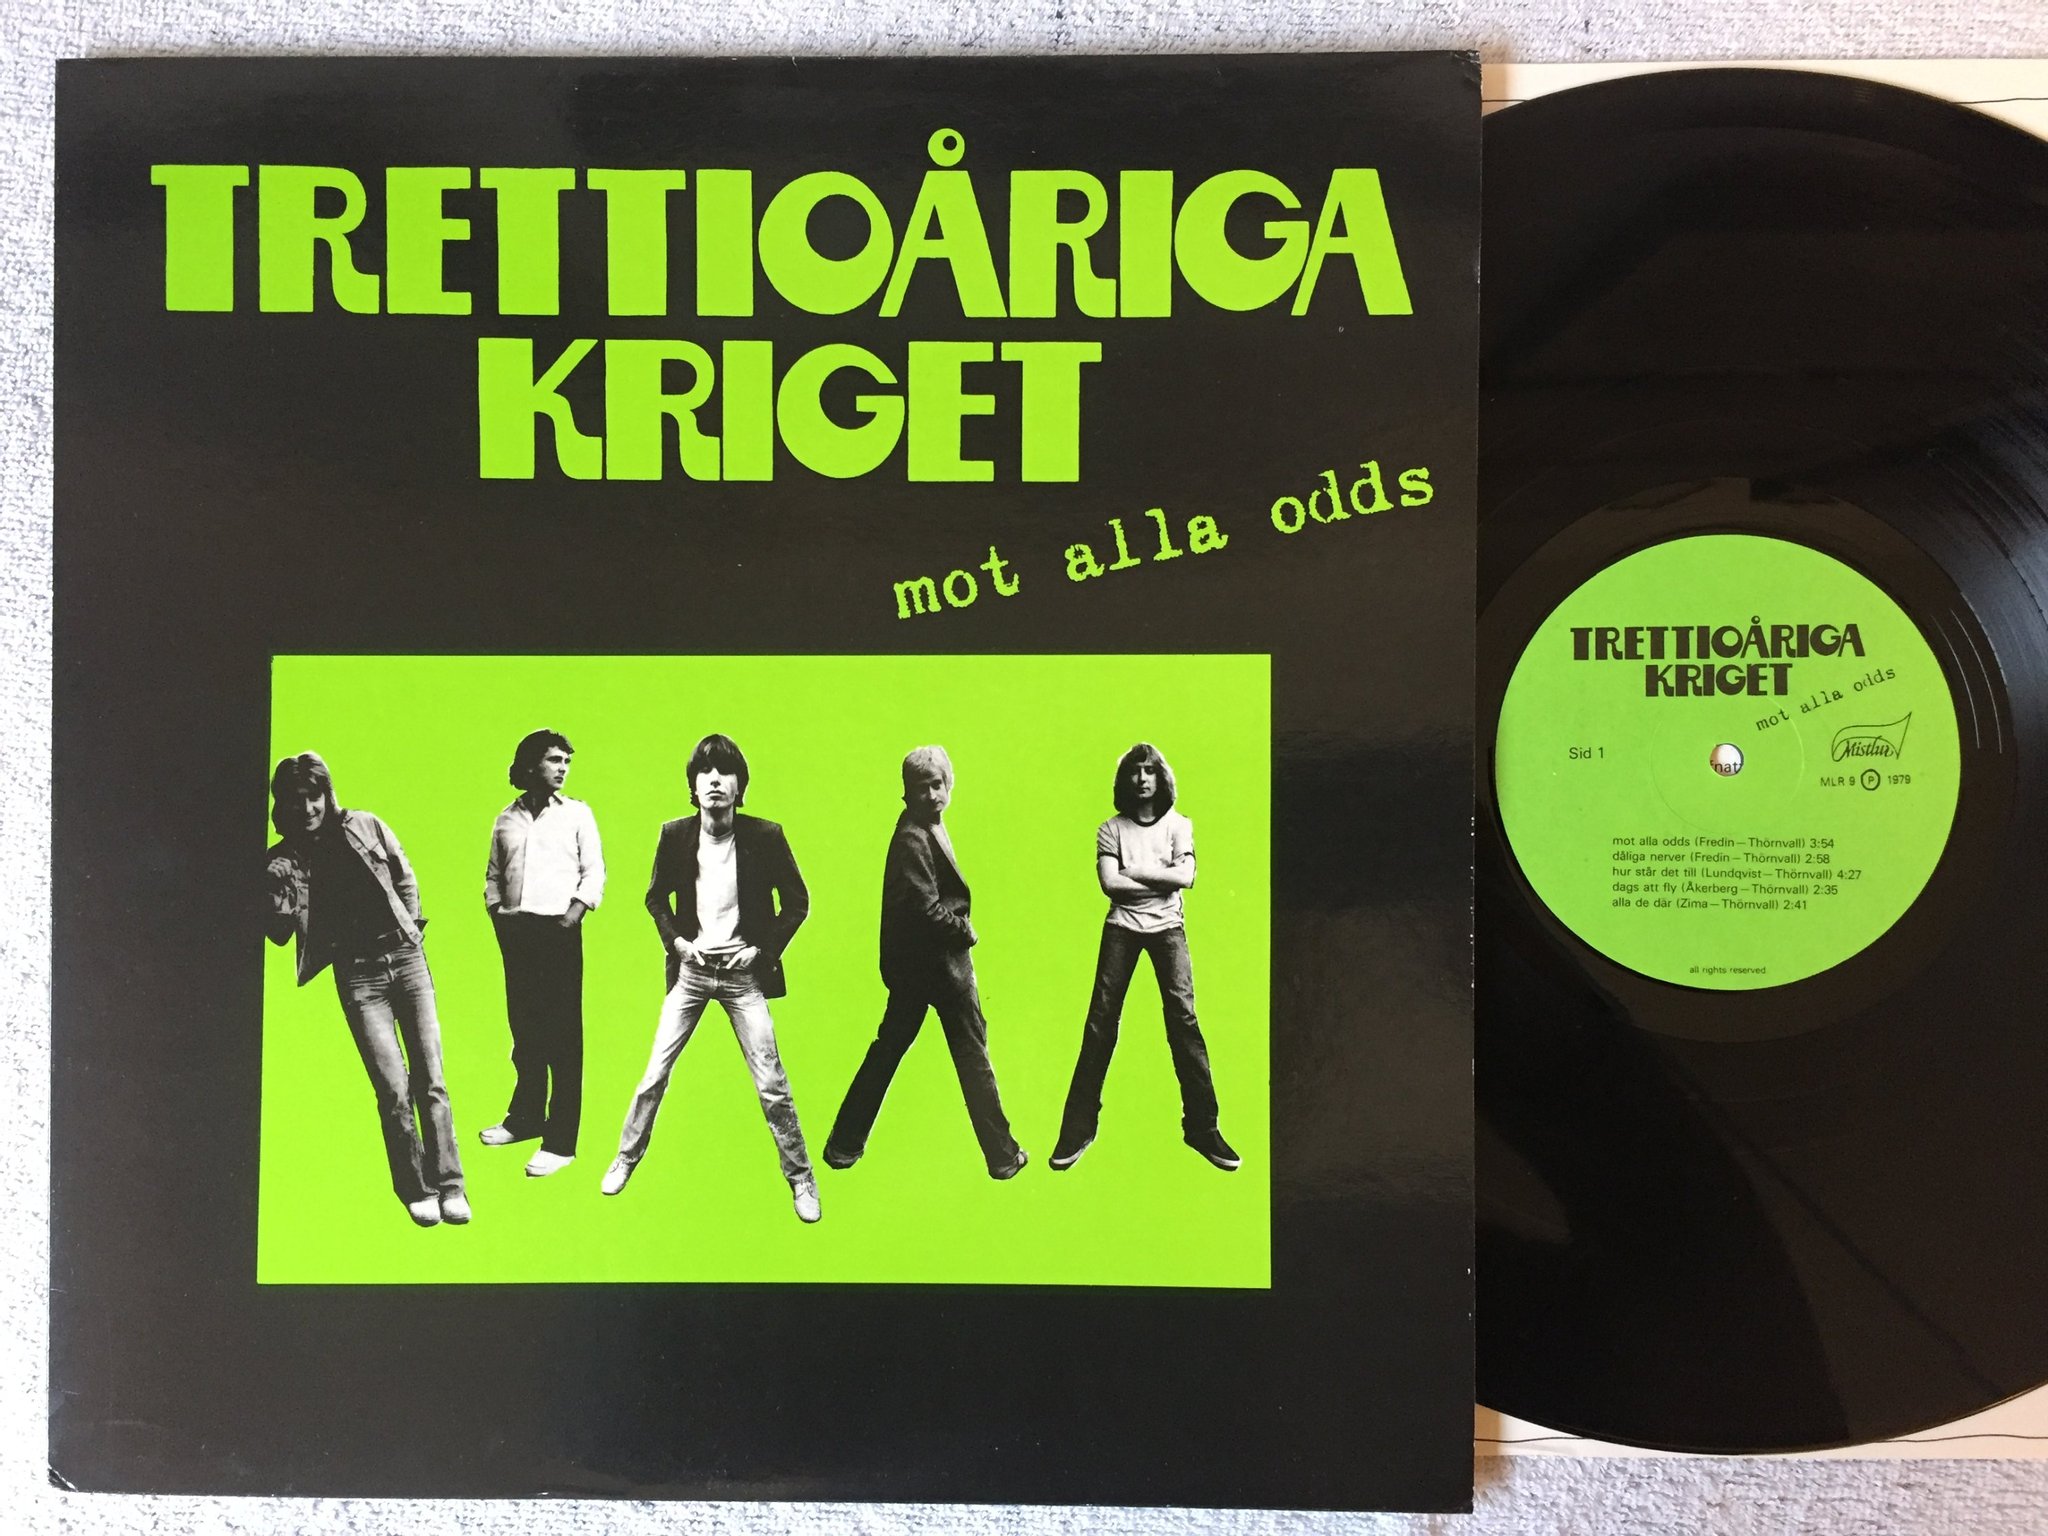 TRETTIOÅRIGA
KRIGET
mot alla odds
TRETTIOÅRIGA
KRIGET
mot alla odds
Mistlur
Sid 1
MLR 9 Ⓟ 1979
mot alla odds (Fredin—Thörnvall) 3:54
dåliga nerver (Fredin—Thörnvall) 2:58
hur står det till (Lundqvist—Thörnvall) 4:27
dags att fly (Åkerberg—Thörnvall) 2:35
alla de där (Zima—Thörnvall) 2:41
all rights reserved